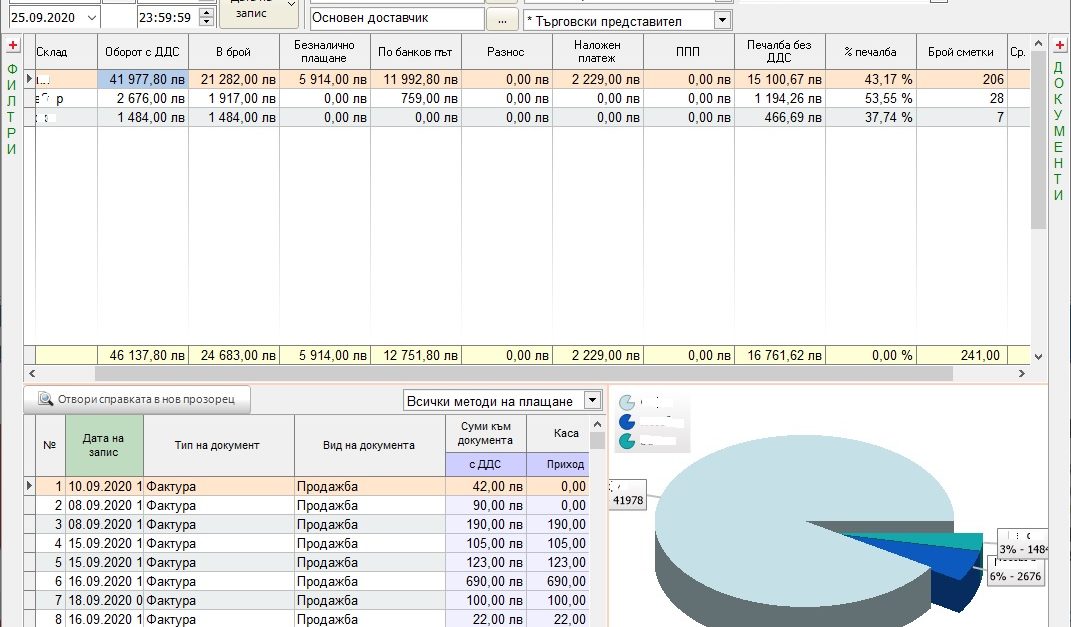 Дата на
25.09.2020 23:59:59 запис Основен доставчик ... * Търговски представител
Склад Оборот с ДДС В брой Безналично плащане По банков път Разнос Наложен платеж ППП Печалба без ДДС % печалба Брой сметки Ср.
ФИЛТРИ
ДОКУМЕНТИ
41 977,80 лв 21 282,00 лв 5 914,00 лв 11 992,80 лв 0,00 лв 2 229,00 лв 0,00 лв 15 100,67 лв 43,17 % 206
2 676,00 лв 1 917,00 лв 0,00 лв 759,00 лв 0,00 лв 0,00 лв 0,00 лв 1 194,26 лв 53,55 % 28
1 484,00 лв 1 484,00 лв 0,00 лв 0,00 лв 0,00 лв 0,00 лв 0,00 лв 466,69 лв 37,74 % 7
46 137,80 лв 24 683,00 лв 5 914,00 лв 12 751,80 лв 0,00 лв 2 229,00 лв 0,00 лв 16 761,62 лв 0,00 % 241,00
Отвори справката в нов прозорец Всички методи на плащане
№ Дата на запис Тип на документ Вид на документа Суми към документа Каса
с ДДС Приход
1 10.09.2020 1 Фактура Продажба 42,00 лв 0,00
2 08.09.2020 1 Фактура Продажба 90,00 лв 0,00
3 08.09.2020 1 Фактура Продажба 190,00 лв 190,00
4 15.09.2020 1 Фактура Продажба 105,00 лв 105,00
5 15.09.2020 1 Фактура Продажба 123,00 лв 123,00
6 16.09.2020 1 Фактура Продажба 690,00 лв 690,00
7 18.09.2020 0 Фактура Продажба 100,00 лв 100,00
8 16.09.2020 1 Фактура Продажба 22,00 лв 22,00
41978
3% - 1484
6% - 2676